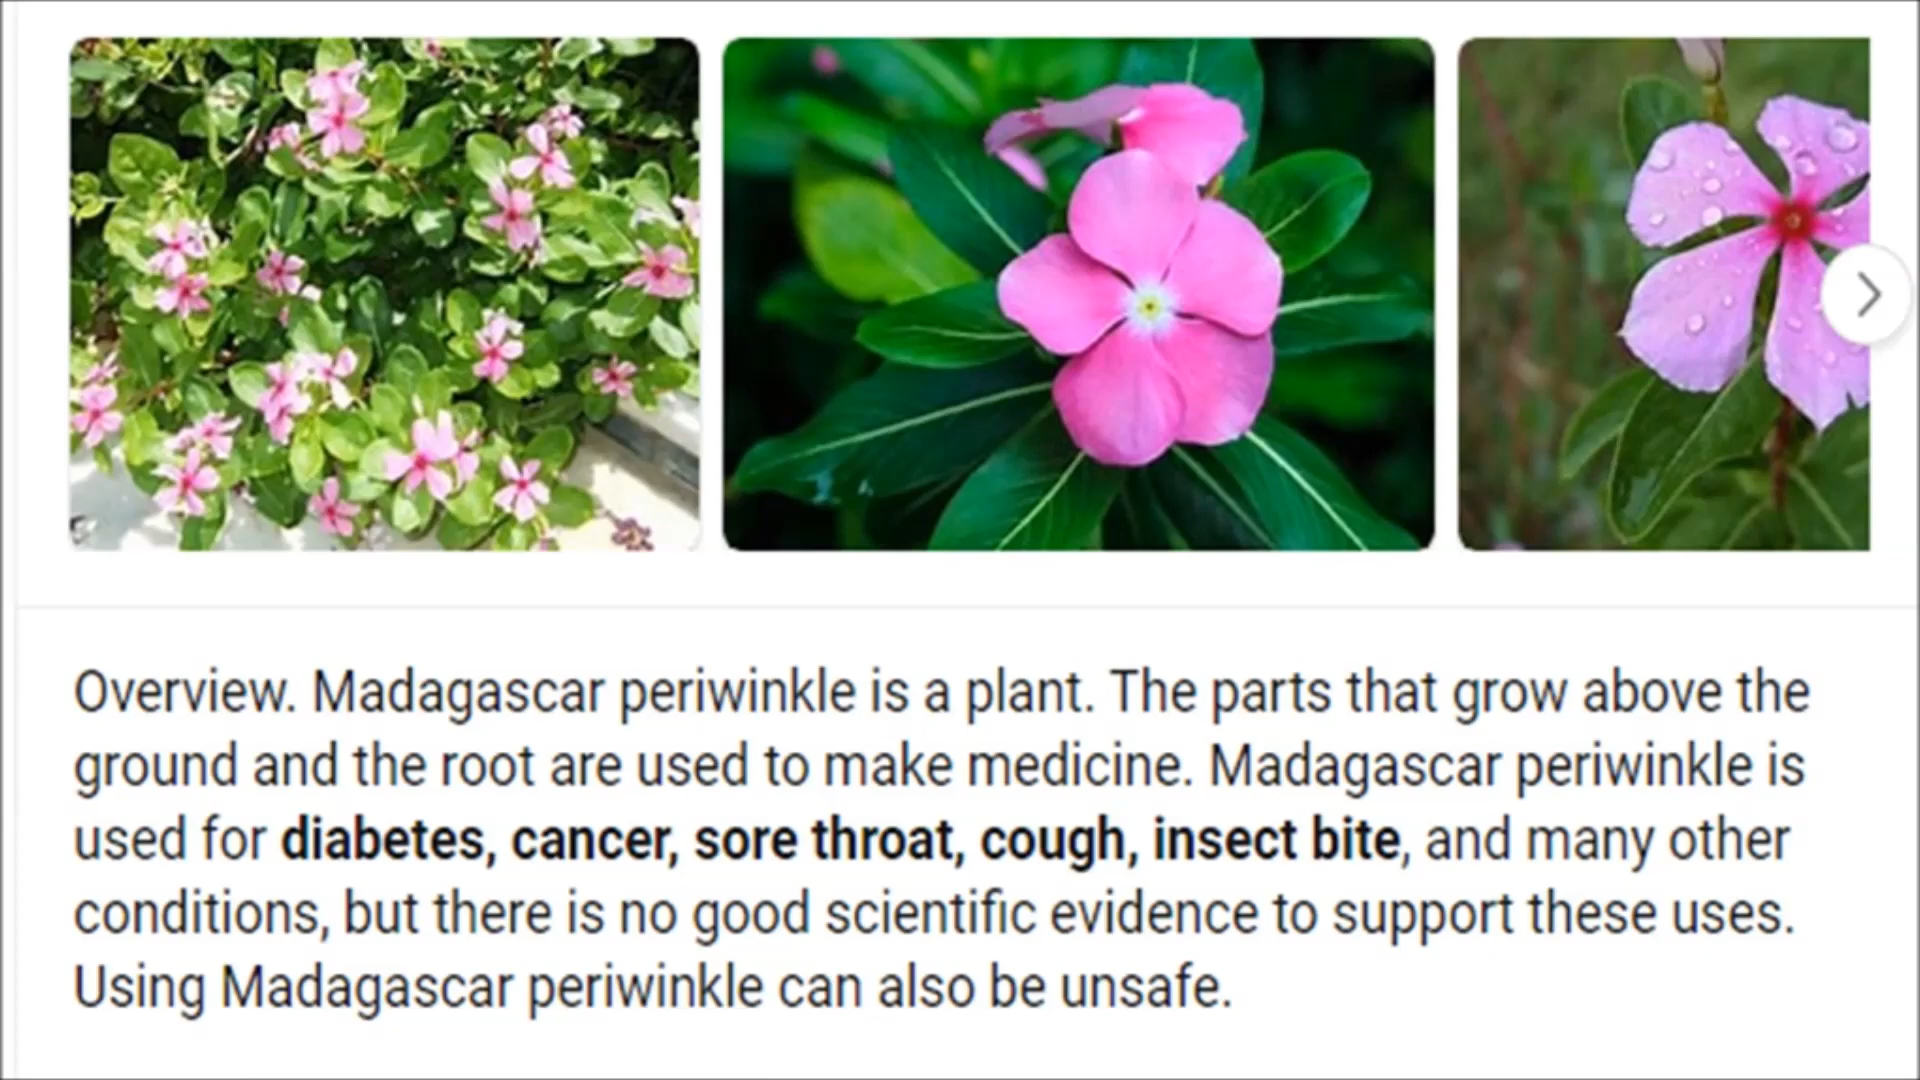 Overview. Madagascar periwinkle is a plant. The parts that grow above the
ground and the root are used to make medicine. Madagascar periwinkle is
used for diabetes, cancer, sore throat, cough, insect bite, and many other
conditions, but there is no good scientific evidence to support these uses.
Using Madagascar periwinkle can also be unsafe.